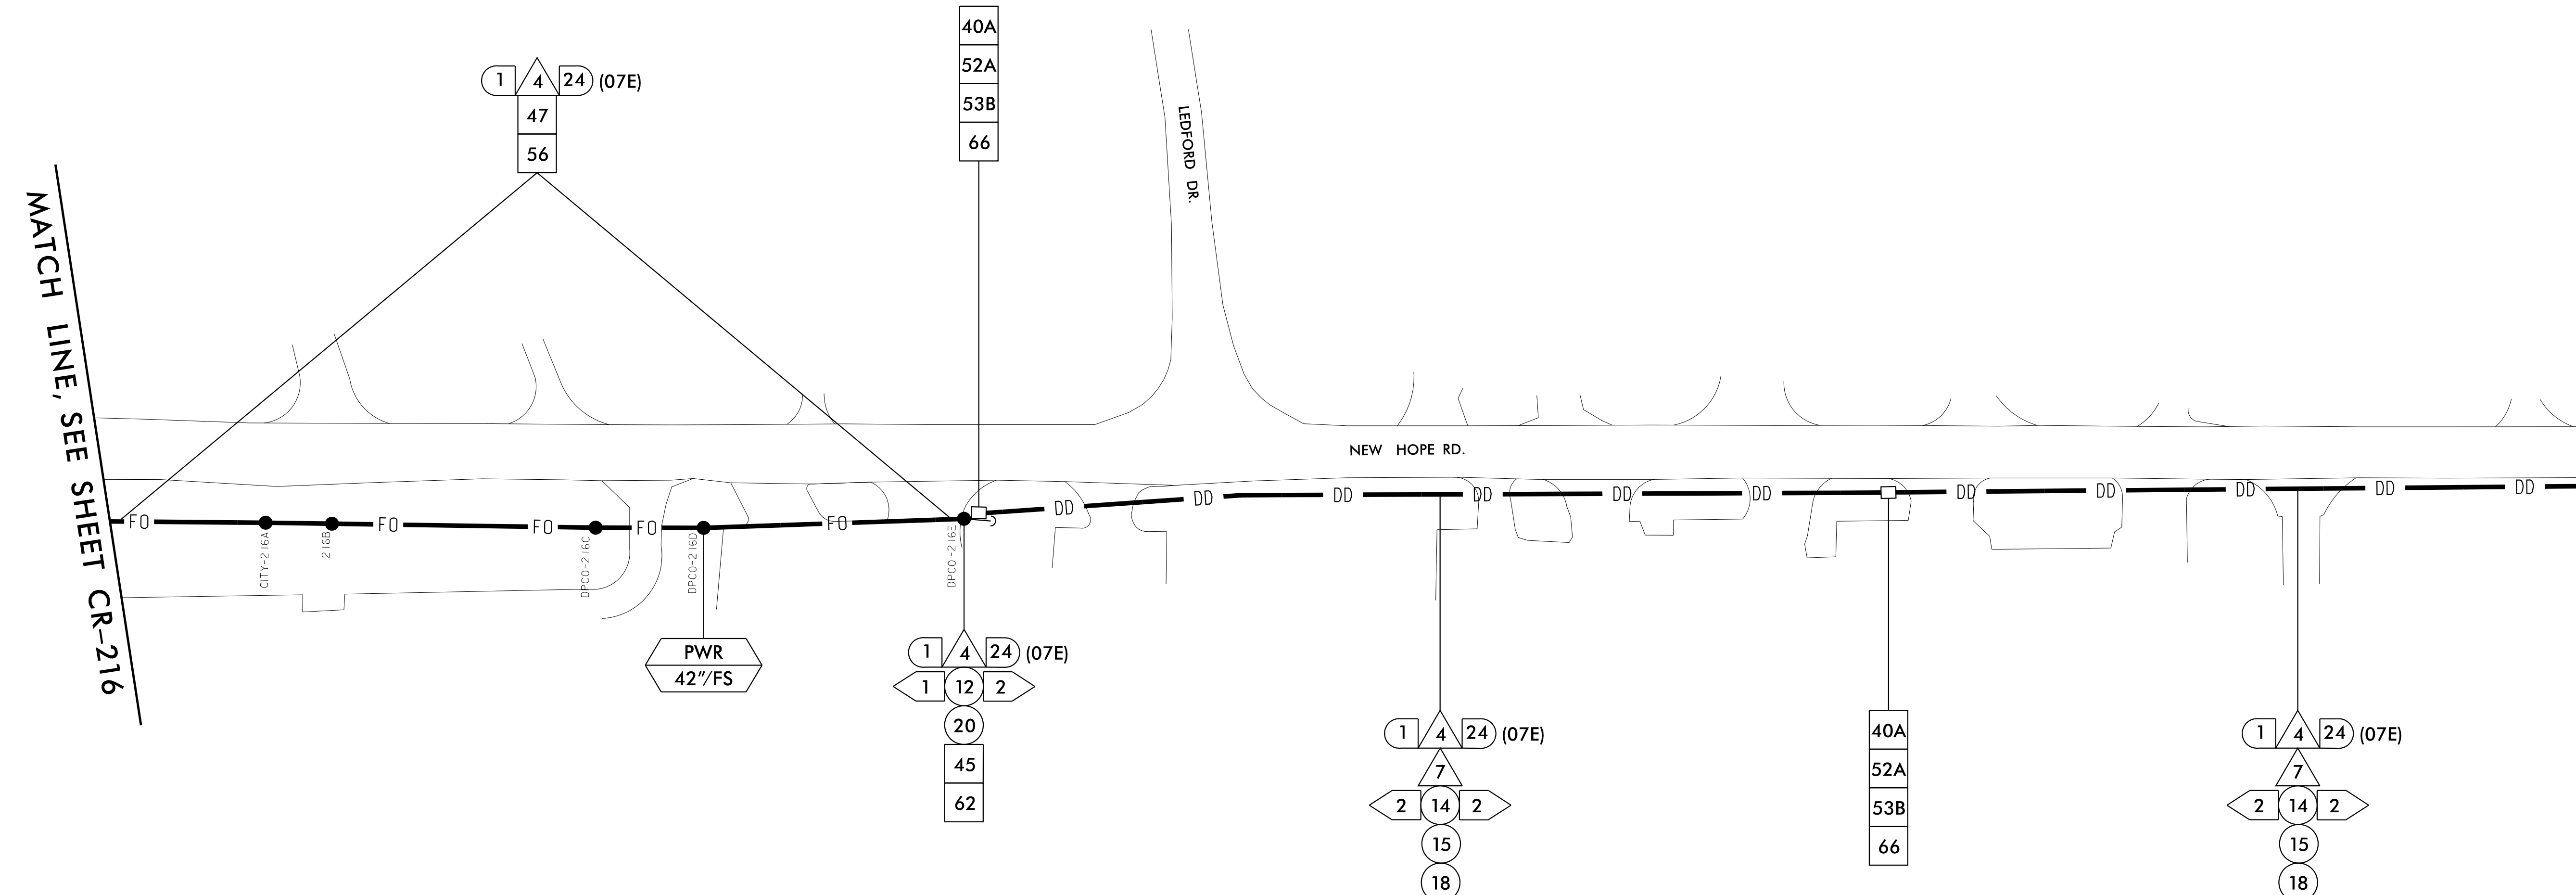 40A
52A
53B
66
1 4 24 (07E)
47
56
LEDFORD DR.
MATCH LINE, SEE SHEET CR-216
NEW HOPE RD.
FO FO FO FO FO DD DD DD DD DD DD DD DD DD DD DD
CITY-216A
216B
DPCO-216C
DPCO-216D
DPCO-216E
PWR
42"/FS
1 4 24 (07E)
1 12 2
20
45
62
1 4 24 (07E)
7
2 14 2
15
18
40A
52A
53B
66
1 4 24 (07E)
7
2 14 2
15
18